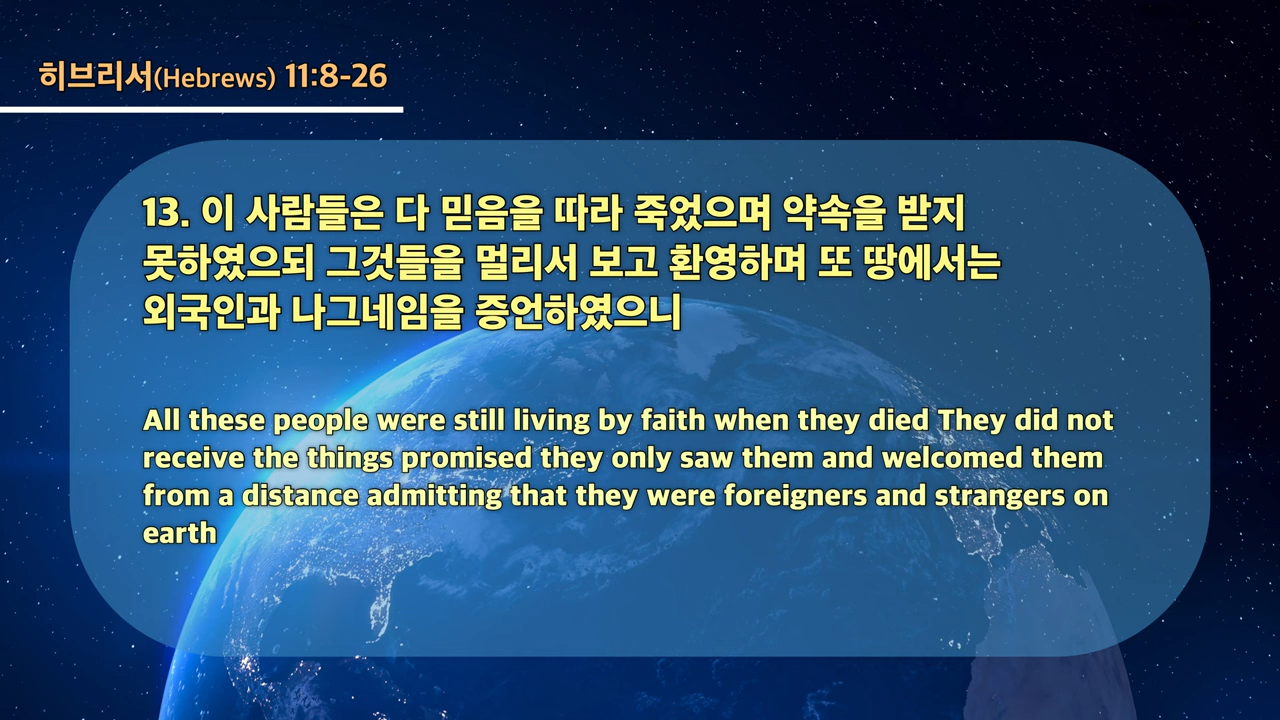 히브리서(Hebrews) 11:8-26
13. 이 사람들은 다 믿음을 따라 죽었으며 약속을 받지
못하였으되 그것들을 멀리서 보고 환영하며 또 땅에서는
외국인과 나그네임을 증언하였으니
All these people were still living by faith when they died They did not
receive the things promised they only saw them and welcomed them
from a distance admitting that they were foreigners and strangers on
earth